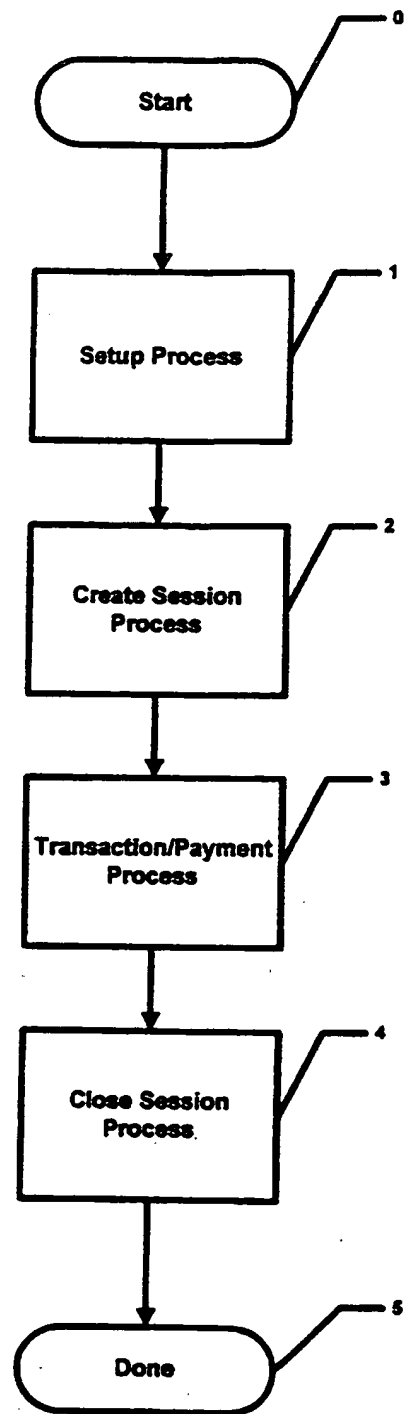 0
Start
1
Setup Process
2
Create Session
Process
3
Transaction/Payment
Process
4
Close Session
Process
5
Done